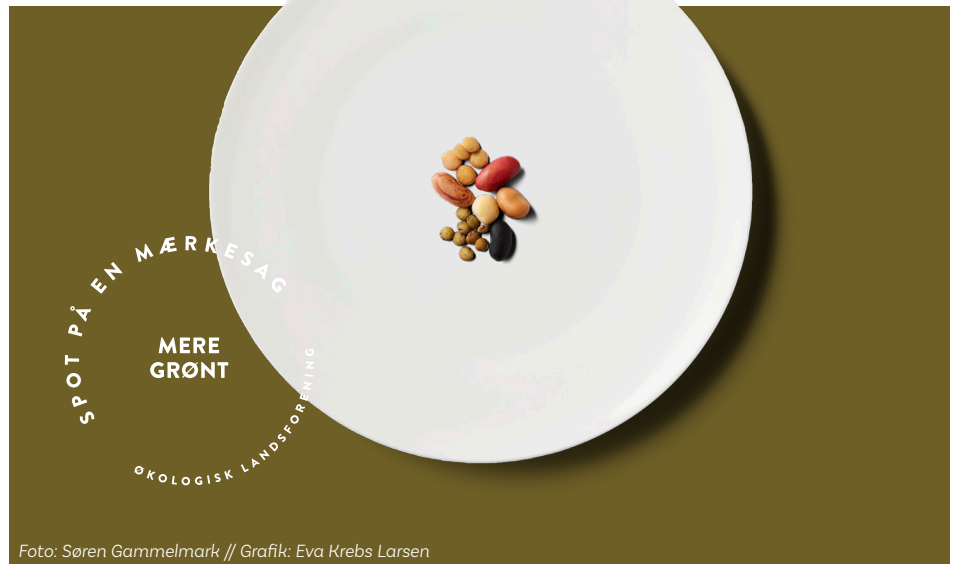 SPOT PÅ EN MÆRKESAG
MERE
GRØNT
ØKOLOGISK LANDSFORENING
Foto: Søren Gammelmark // Grafik: Eva Krebs Larsen